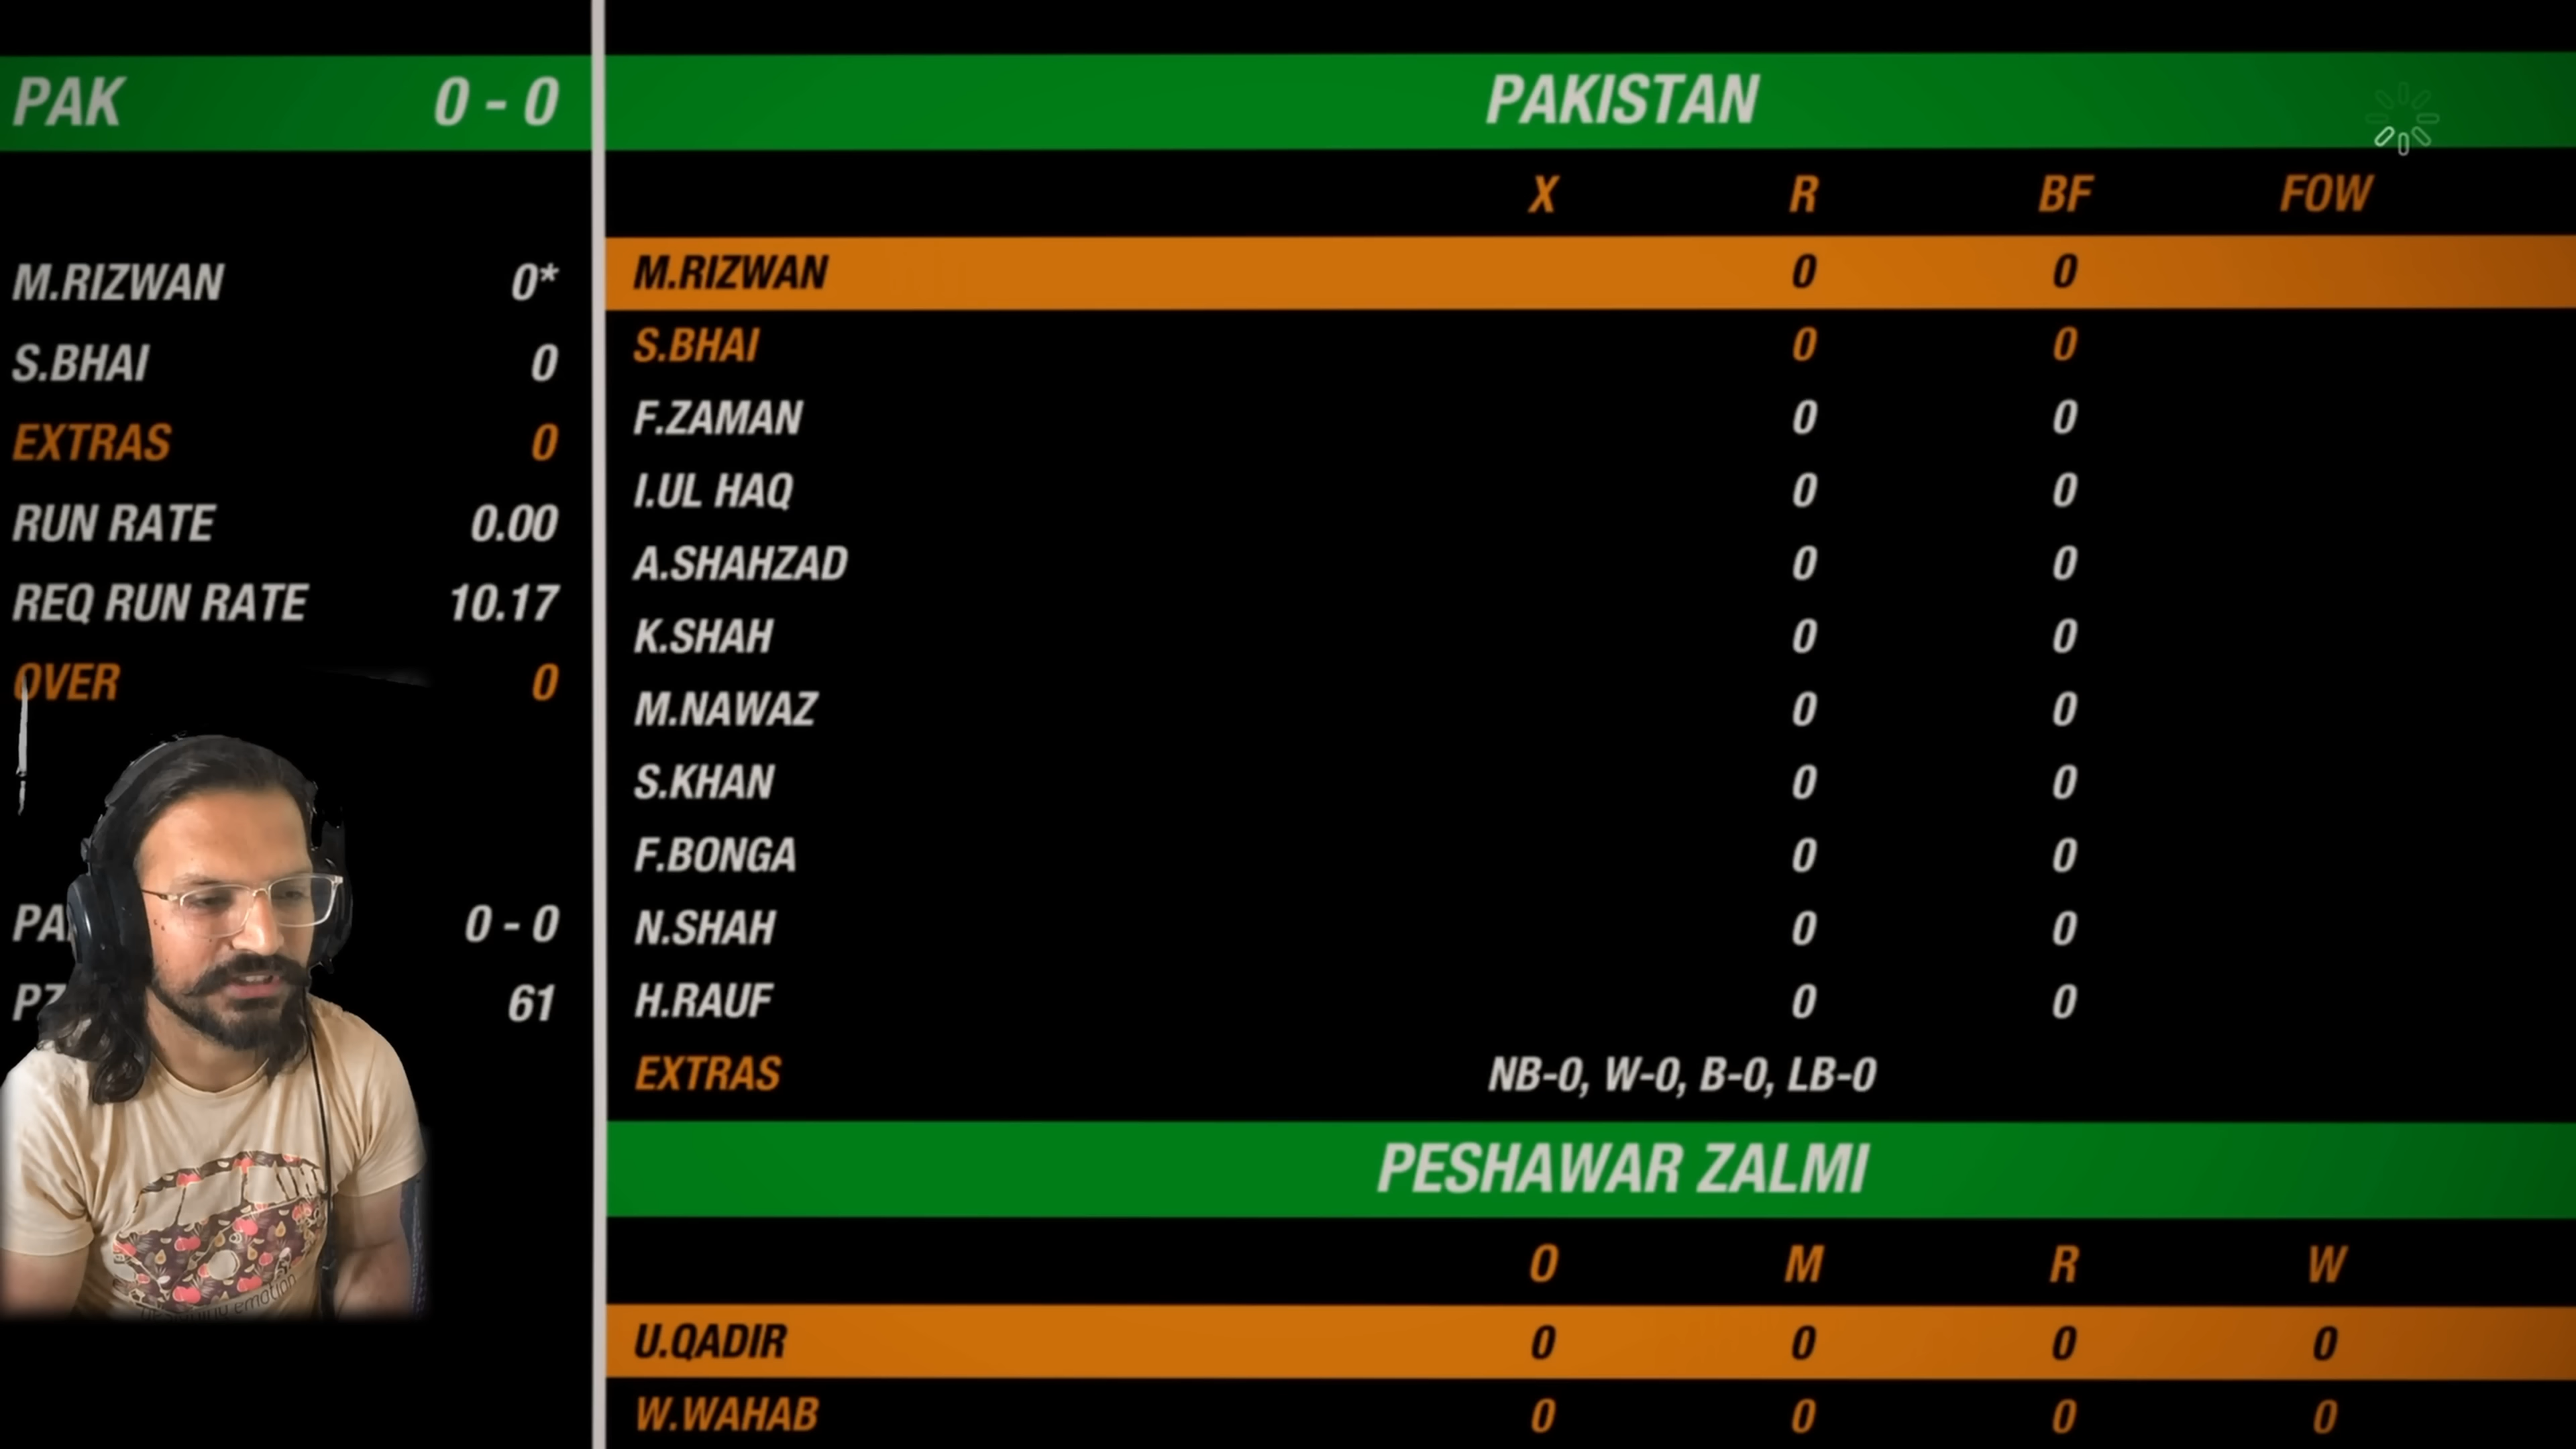 PAK 0 - 0
M.RIZWAN 0*
S.BHAI 0
EXTRAS 0
RUN RATE 0.00
REQ RUN RATE 10.17
OVER 0
0 - 0
61
PAKISTAN
X R BF FOW
M.RIZWAN 0 0
S.BHAI 0 0
F.ZAMAN 0 0
I.UL HAQ 0 0
A.SHAHZAD 0 0
K.SHAH 0 0
M.NAWAZ 0 0
S.KHAN 0 0
F.BONGA 0 0
N.SHAH 0 0
H.RAUF 0 0
EXTRAS NB-0, W-0, B-0, LB-0
PESHAWAR ZALMI
O M R W
U.QADIR 0 0 0 0
W.WAHAB 0 0 0 0
emotion